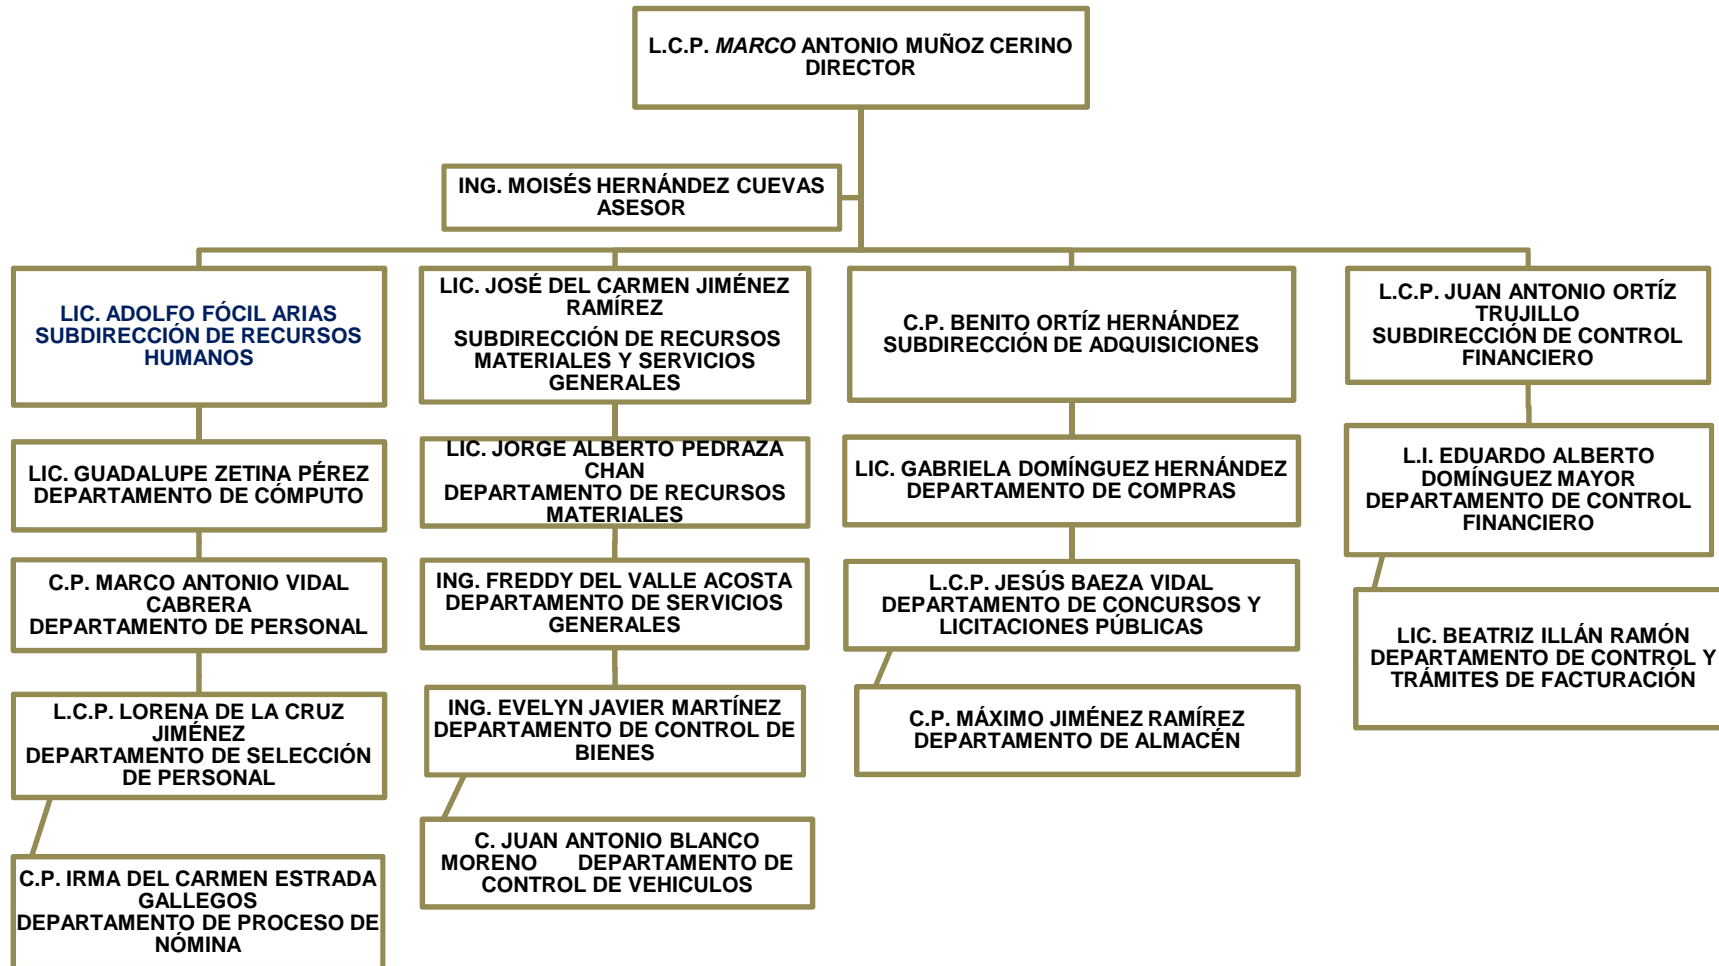 L.C.P. MARCO ANTONIO MUÑOZ CERINO
DIRECTOR
ING. MOISÉS HERNÁNDEZ CUEVAS
ASESOR
LIC. ADOLFO FÓCIL ARIAS
SUBDIRECCIÓN DE RECURSOS
HUMANOS
LIC. GUADALUPE ZETINA PÉREZ
DEPARTAMENTO DE CÓMPUTO
C.P. MARCO ANTONIO VIDAL
CABRERA
DEPARTAMENTO DE PERSONAL
L.C.P. LORENA DE LA CRUZ
JIMÉNEZ
DEPARTAMENTO DE SELECCIÓN
DE PERSONAL
C.P. IRMA DEL CARMEN ESTRADA
GALLEGOS
DEPARTAMENTO DE PROCESO DE
NÓMINA
LIC. JOSÉ DEL CARMEN JIMÉNEZ
RAMÍREZ
SUBDIRECCIÓN DE RECURSOS
MATERIALES Y SERVICIOS
GENERALES
LIC. JORGE ALBERTO PEDRAZA
CHAN
DEPARTAMENTO DE RECURSOS
MATERIALES
ING. FREDDY DEL VALLE ACOSTA
DEPARTAMENTO DE SERVICIOS
GENERALES
ING. EVELYN JAVIER MARTÍNEZ
DEPARTAMENTO DE CONTROL DE
BIENES
C. JUAN ANTONIO BLANCO
MORENO DEPARTAMENTO DE
CONTROL DE VEHICULOS
C.P. BENITO ORTÍZ HERNÁNDEZ
SUBDIRECCIÓN DE ADQUISICIONES
LIC. GABRIELA DOMÍNGUEZ HERNÁNDEZ
DEPARTAMENTO DE COMPRAS
L.C.P. JESÚS BAEZA VIDAL
DEPARTAMENTO DE CONCURSOS Y
LICITACIONES PÚBLICAS
C.P. MÁXIMO JIMÉNEZ RAMÍREZ
DEPARTAMENTO DE ALMACÉN
L.C.P. JUAN ANTONIO ORTÍZ
TRUJILLO
SUBDIRECCIÓN DE CONTROL
FINANCIERO
L.I. EDUARDO ALBERTO
DOMÍNGUEZ MAYOR
DEPARTAMENTO DE CONTROL
FINANCIERO
LIC. BEATRIZ ILLÁN RAMÓN
DEPARTAMENTO DE CONTROL Y
TRÁMITES DE FACTURACIÓN